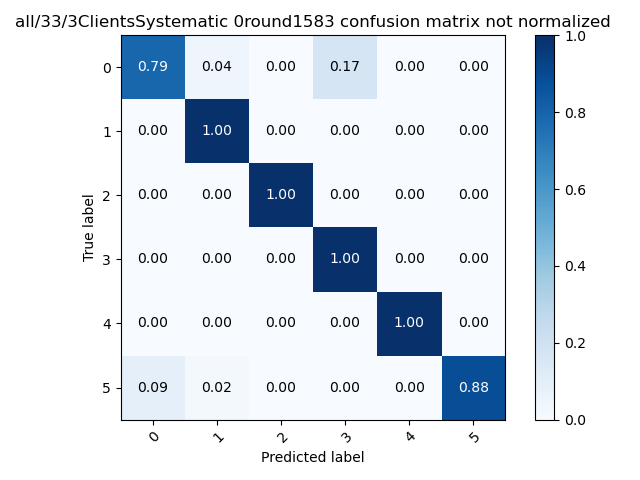 all/33/3ClientsSystematic 0round1583 confusion matrix not normalized
0 0.79 0.04 0.00 0.17 0.00 0.00
1 0.00 1.00 0.00 0.00 0.00 0.00
2 0.00 0.00 1.00 0.00 0.00 0.00
3 0.00 0.00 0.00 1.00 0.00 0.00
4 0.00 0.00 0.00 0.00 1.00 0.00
5 0.09 0.02 0.00 0.00 0.00 0.88
0 1 2 3 4 5
True label
Predicted label
1.0
0.8
0.6
0.4
0.2
0.0